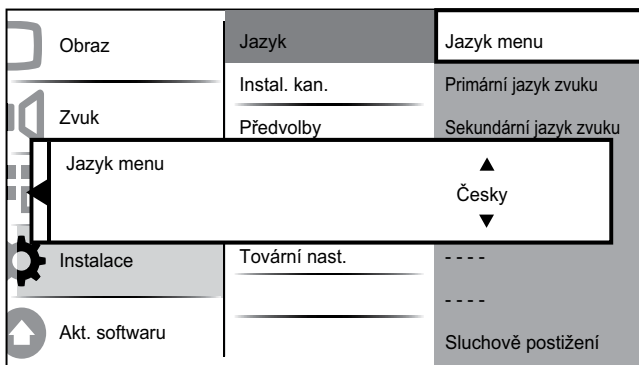 Obraz
Jazyk
Jazyk menu
Instal. kan.
Primární jazyk zvuku
Zvuk
Předvolby
Sekundární jazyk zvuku
Jazyk menu
Česky
Instalace
Tovární nast.
- - - -
- - - -
Akt. softwaru
Sluchově postižení